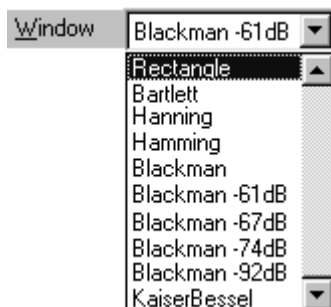 Window
Blackman -61dB
Rectangle
Bartlett
Hanning
Hamming
Blackman
Blackman -61dB
Blackman -67dB
Blackman -74dB
Blackman -92dB
KaiserBessel